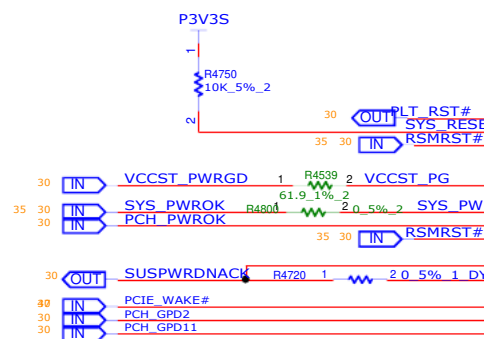 P3V3S
1
R4750
10K_5%_2
2
30 OUT PLT_RST#
SYS_RESE
35 30 IN RSMRST#
30 IN VCCST_PWRGD 1 R4539 2 VCCST_PG
61.9_1%_2
35 30 IN SYS_PWROK R4800 1 2 0_5%_2 SYS_PW
30 IN PCH_PWROK
35 30 IN RSMRST#
30 OUT SUSPWRDNACK R4720 1 2 0_5%_1_DY
IN PCIE_WAKE#
30 IN PCH_GPD2
30 IN PCH_GPD11